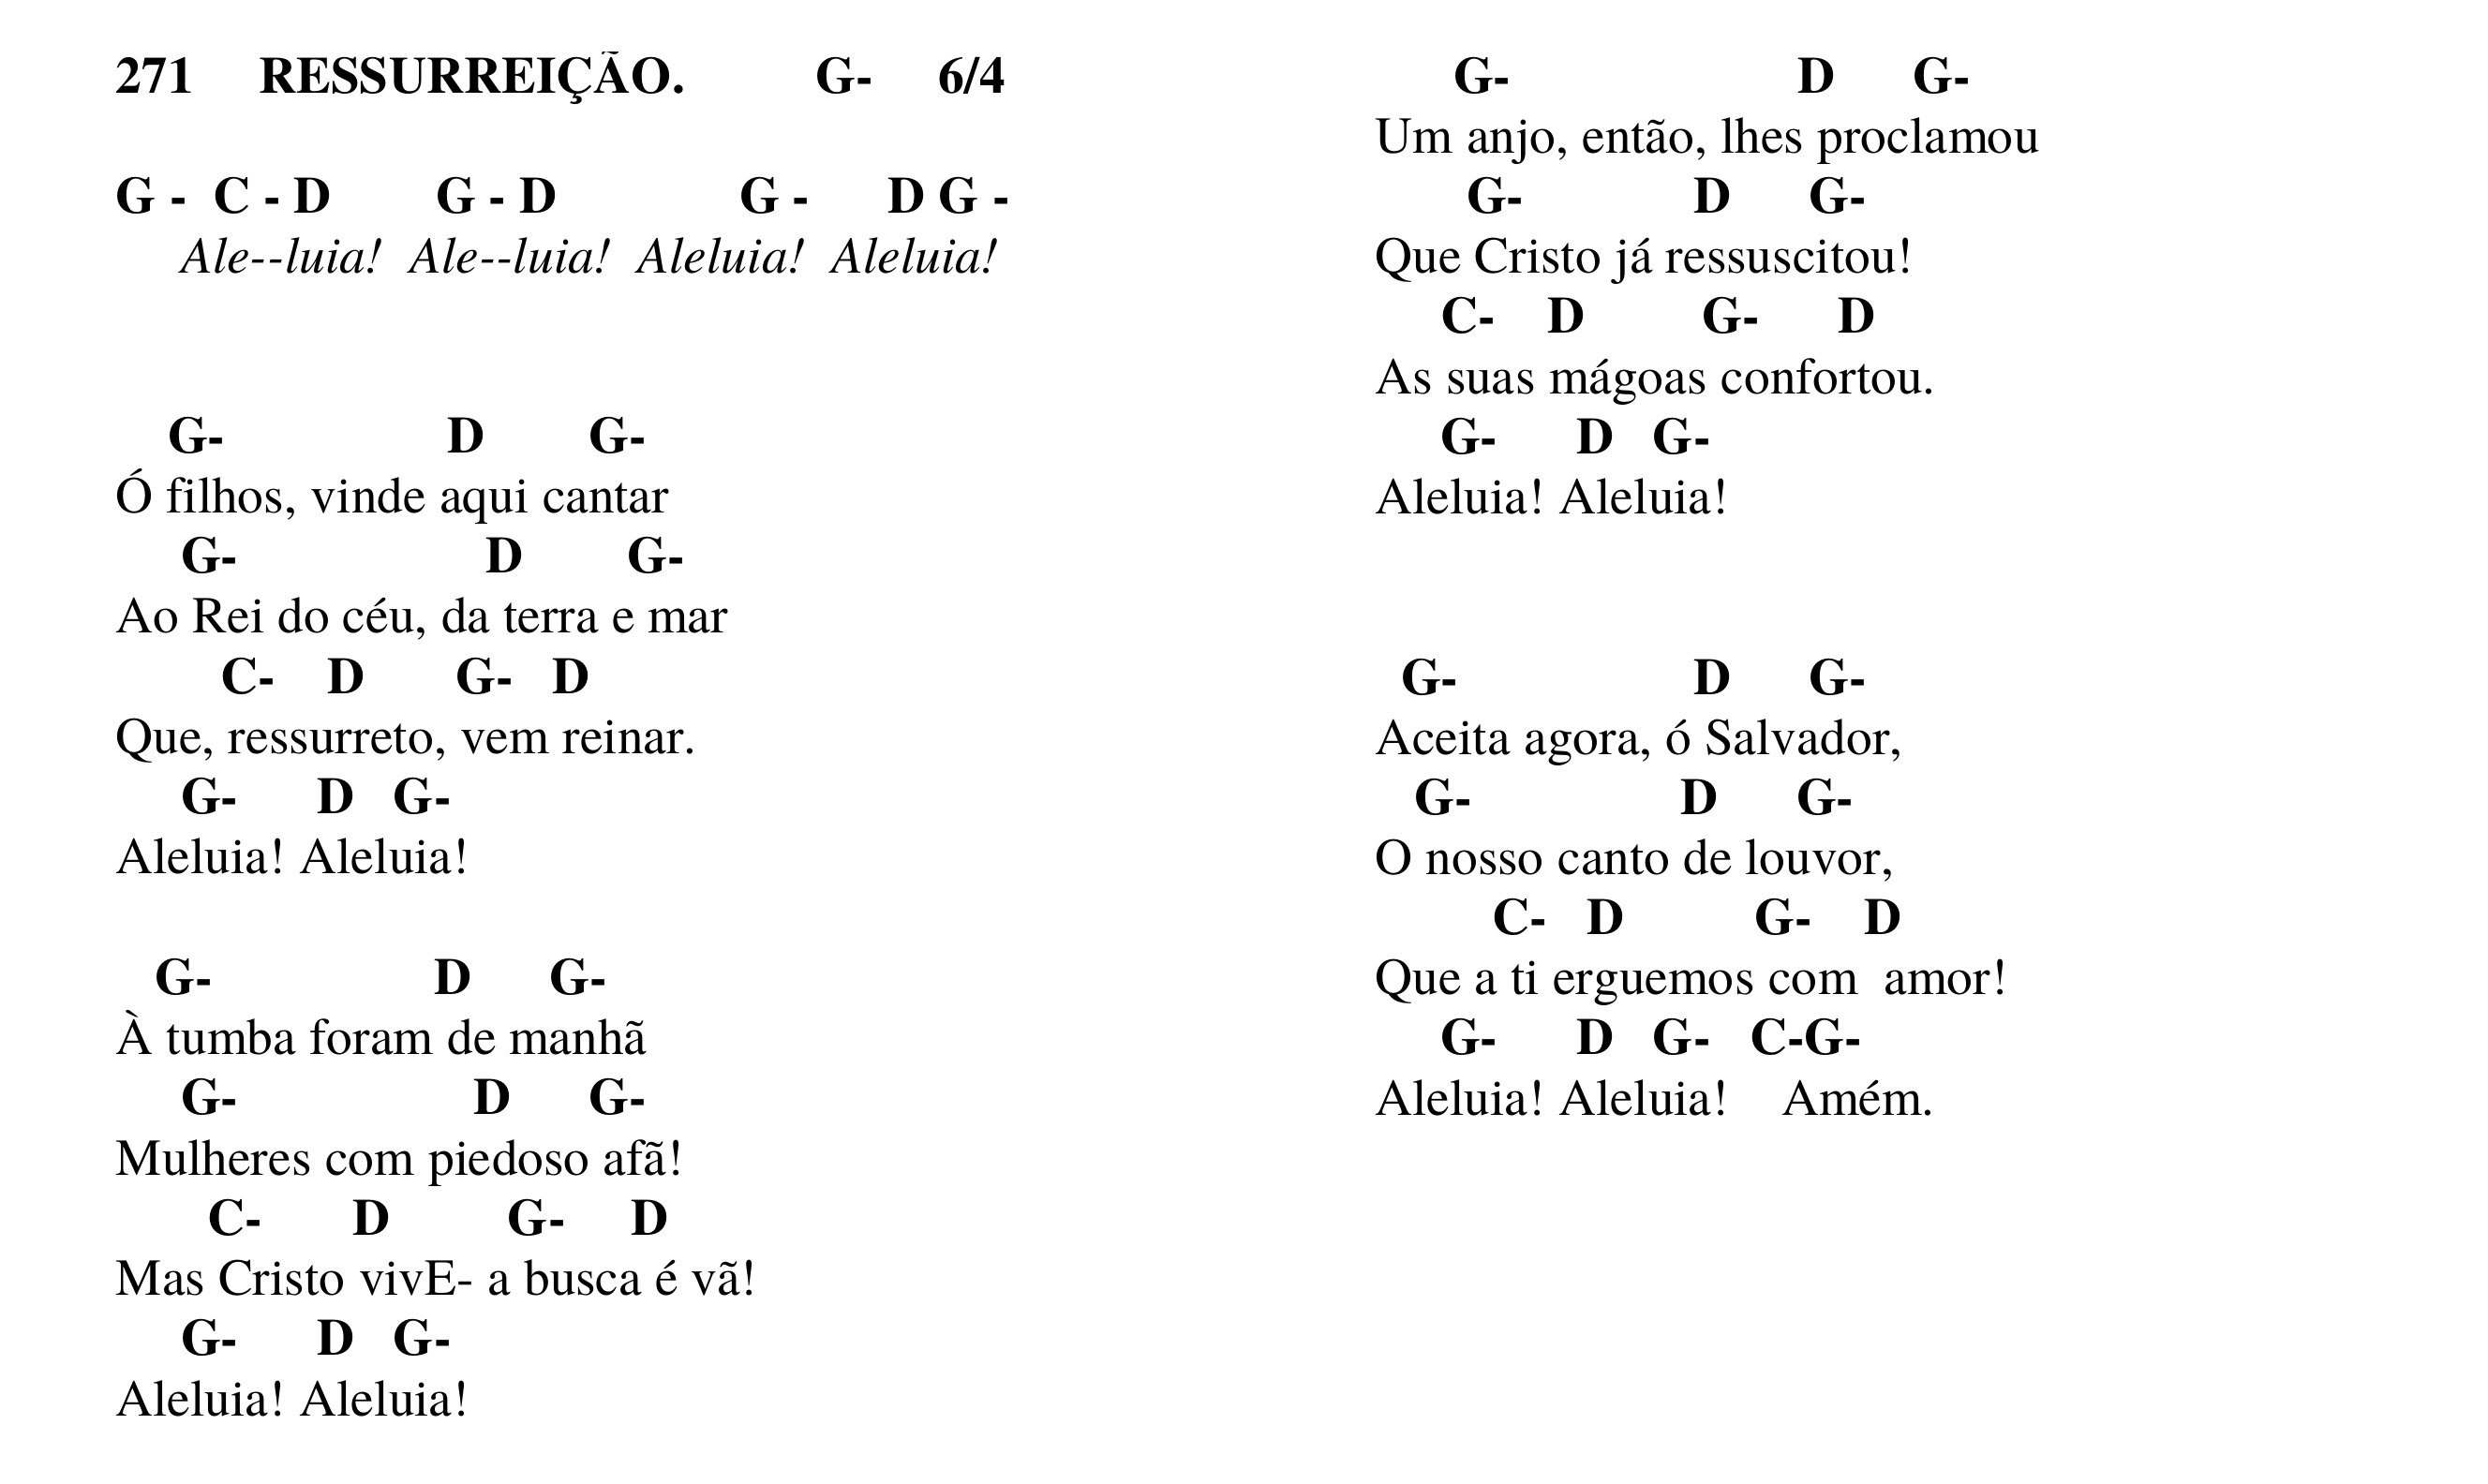 271 RESSURREIÇÃO. G- 6/4
G - C - D G - D G - D G -
Ale--luia! Ale--luia! Aleluia! Aleluia!
G- D G-
Ó filhos, vinde aqui cantar
G- D G-
Ao Rei do céu, da terra e mar
C- D G- D
Que, ressurreto, vem reinar.
G- D G-
Aleluia! Aleluia!
G- D G-
À tumba foram de manhã
G- D G-
Mulheres com piedoso afã!
C- D G- D
Mas Cristo vivE- a busca é vã!
G- D G-
Aleluia! Aleluia!
G- D G-
Um anjo, então, lhes proclamou
G- D G-
Que Cristo já ressuscitou!
C- D G- D
As suas mágoas confortou.
G- D G-
Aleluia! Aleluia!
G- D G-
Aceita agora, ó Salvador,
G- D G-
O nosso canto de louvor,
C- D G- D
Que a ti erguemos com amor!
G- D G- C-G-
Aleluia! Aleluia! Amém.